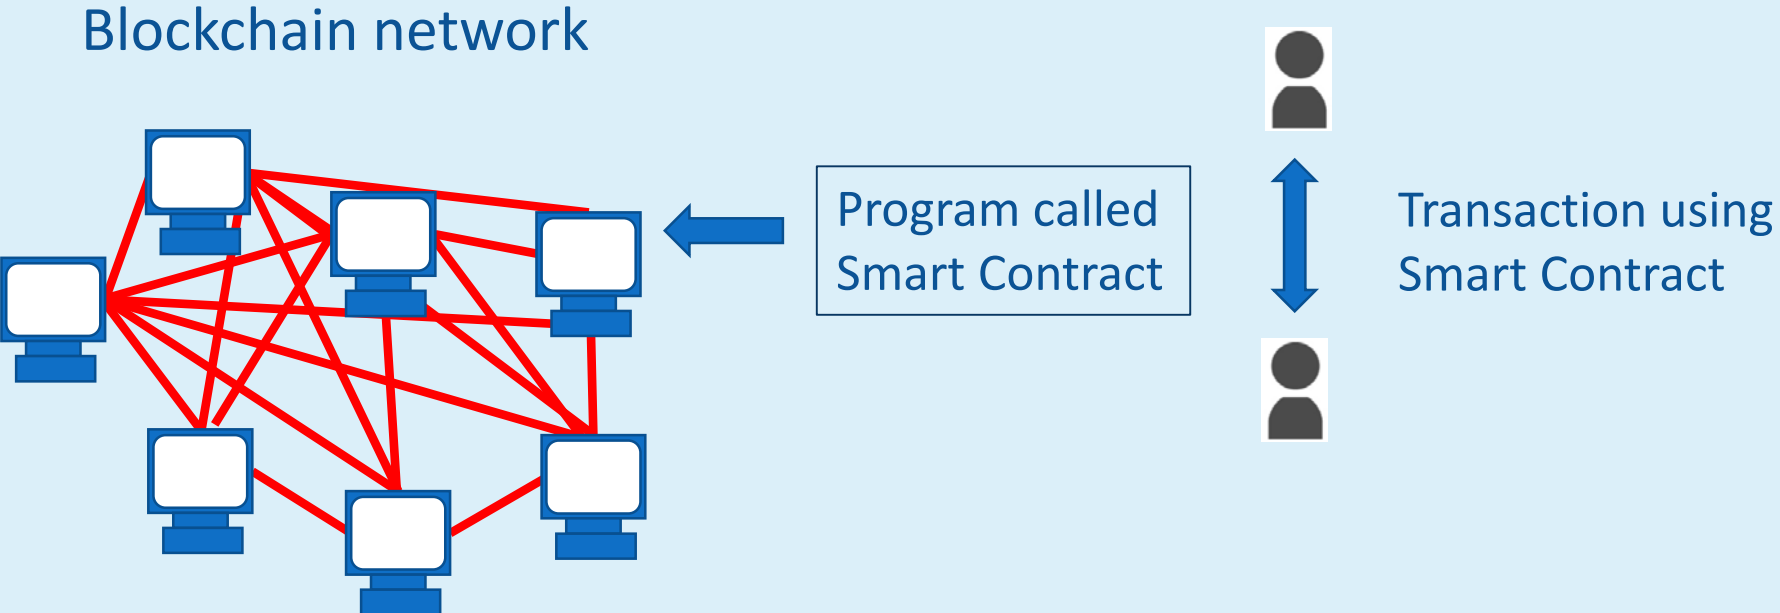 Blockchain network
Program called
Smart Contract
Transaction using
Smart Contract